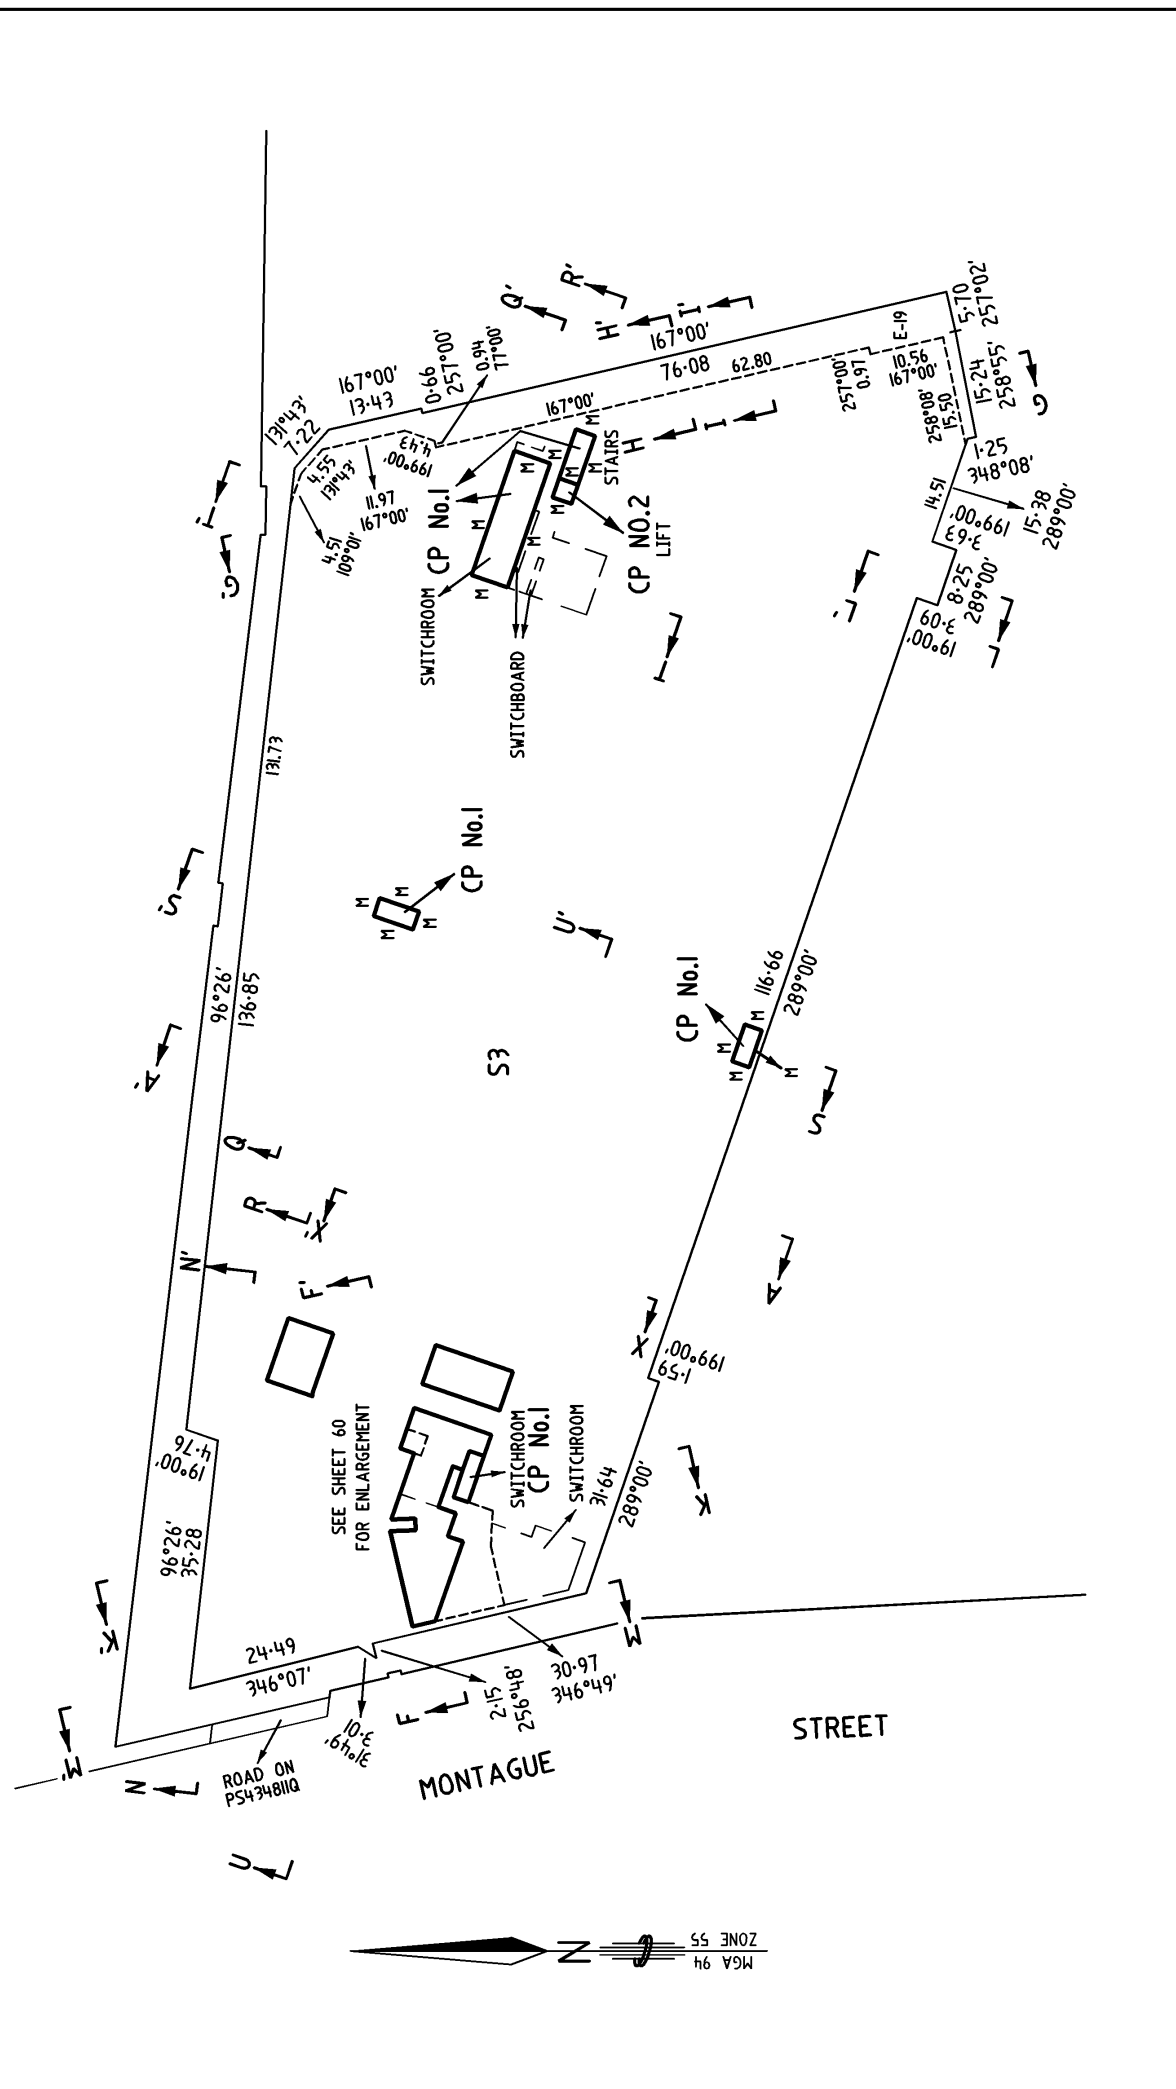 R'
Q'
H'
I'
167°00'
76·08
62.80
E-19
10.56
167°00'
5·70
257°02'
15·24
258°55'
G
258°08'
15.50
257°00'
0.97
167°00'
13·43
0·66
257°00'
0.94
77°00'
131°43'
7·22
4.55
131°43'
199°00'
4.43
167°00'
11.97
167°00'
4.51
109°01'
I'
G'
H
I
STAIRS
M
M
M
M
M
M
M
M
M
CP No.1
CP NO.2
LIFT
SWITCHROOM
SWITCHBOARD
1·25
348°08'
14.51
15·38
289°00'
199°00'
3·63
8·25
289°00'
19°00'
3·09
L'
L
I
131.73
S'
CP No.1
M
M
M
M
U'
96°26'
136·85
A'
S3
CP No.1
M
M
M
M
116·66
289°00'
S
Q
R
X'
N'
F'
A
X
199°00'
1·59
SEE SHEET 60
FOR ENLARGEMENT
SWITCHROOM
CP No.1
SWITCHROOM
31·64
289°00'
K
19°00'
4·76
96°26'
35·28
K'
M
24·49
346°07'
2·15
256°48'
30·97
346°49'
31°49'
3·01
F
M'
N
ROAD ON
PS434811Q
MONTAGUE
STREET
U
N
MGA 94
ZONE 55